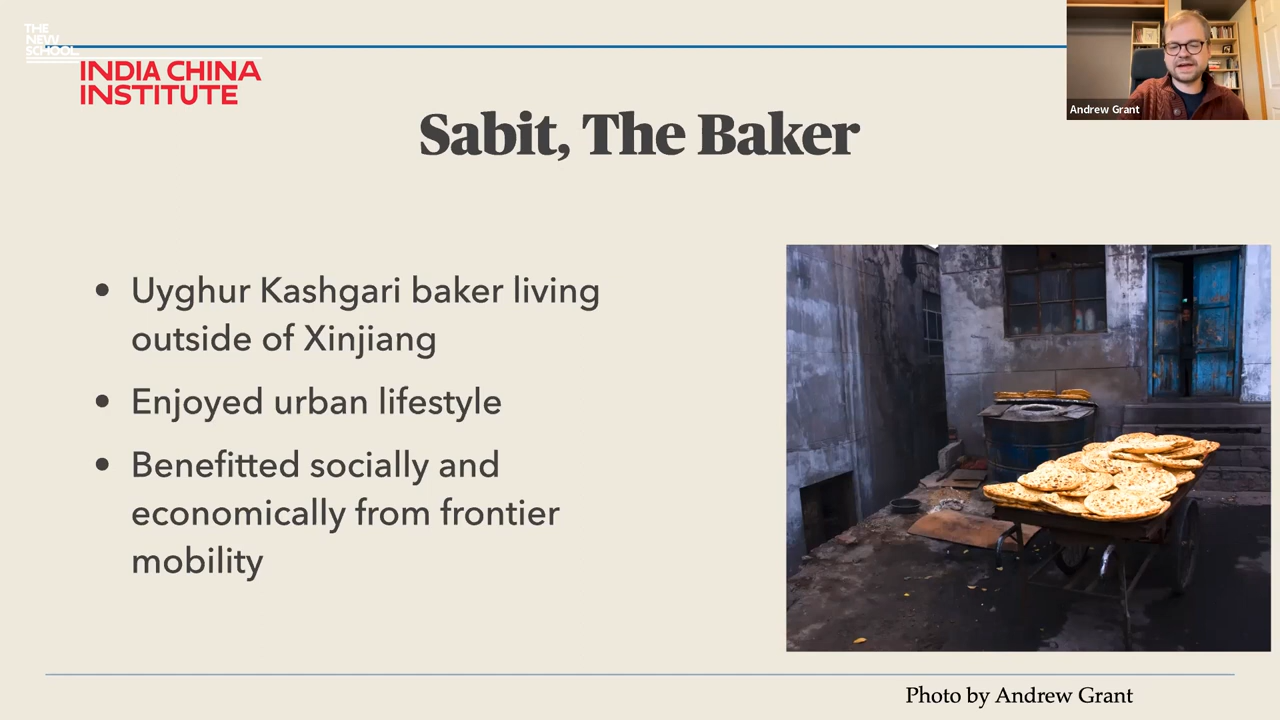 THE
NEW
SCHOOL
INDIA CHINA
INSTITUTE
Andrew Grant
Sabit, The Baker
• Uyghur Kashgari baker living
outside of Xinjiang
• Enjoyed urban lifestyle
• Benefitted socially and
economically from frontier
mobility
Photo by Andrew Grant